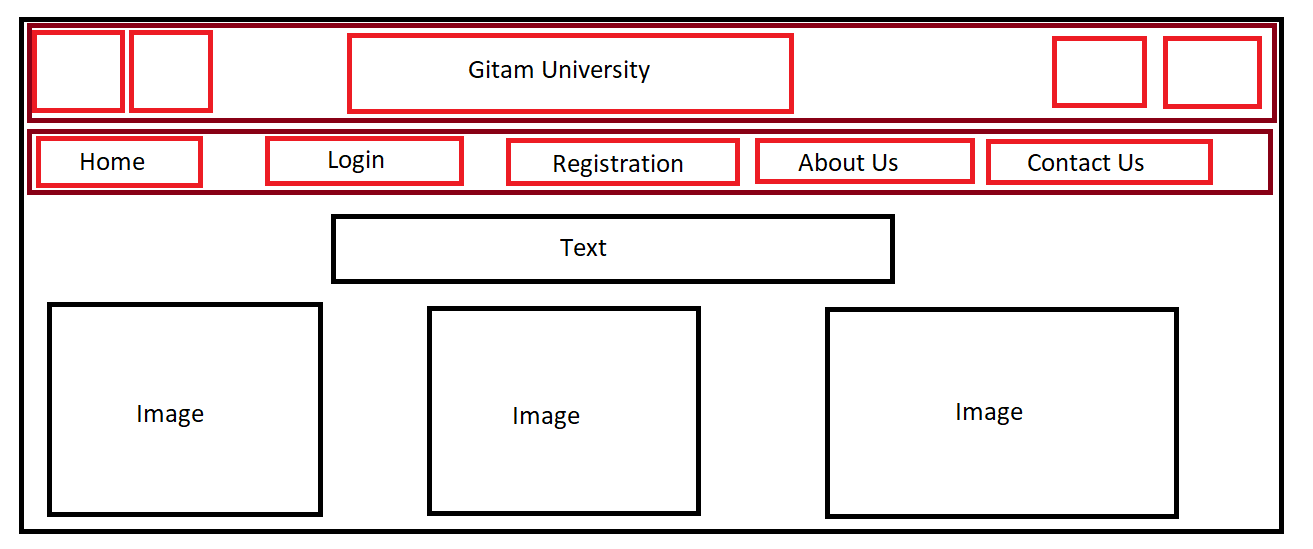 Gitam University
Home
Login
Registration
About Us
Contact Us
Text
Image
Image
Image